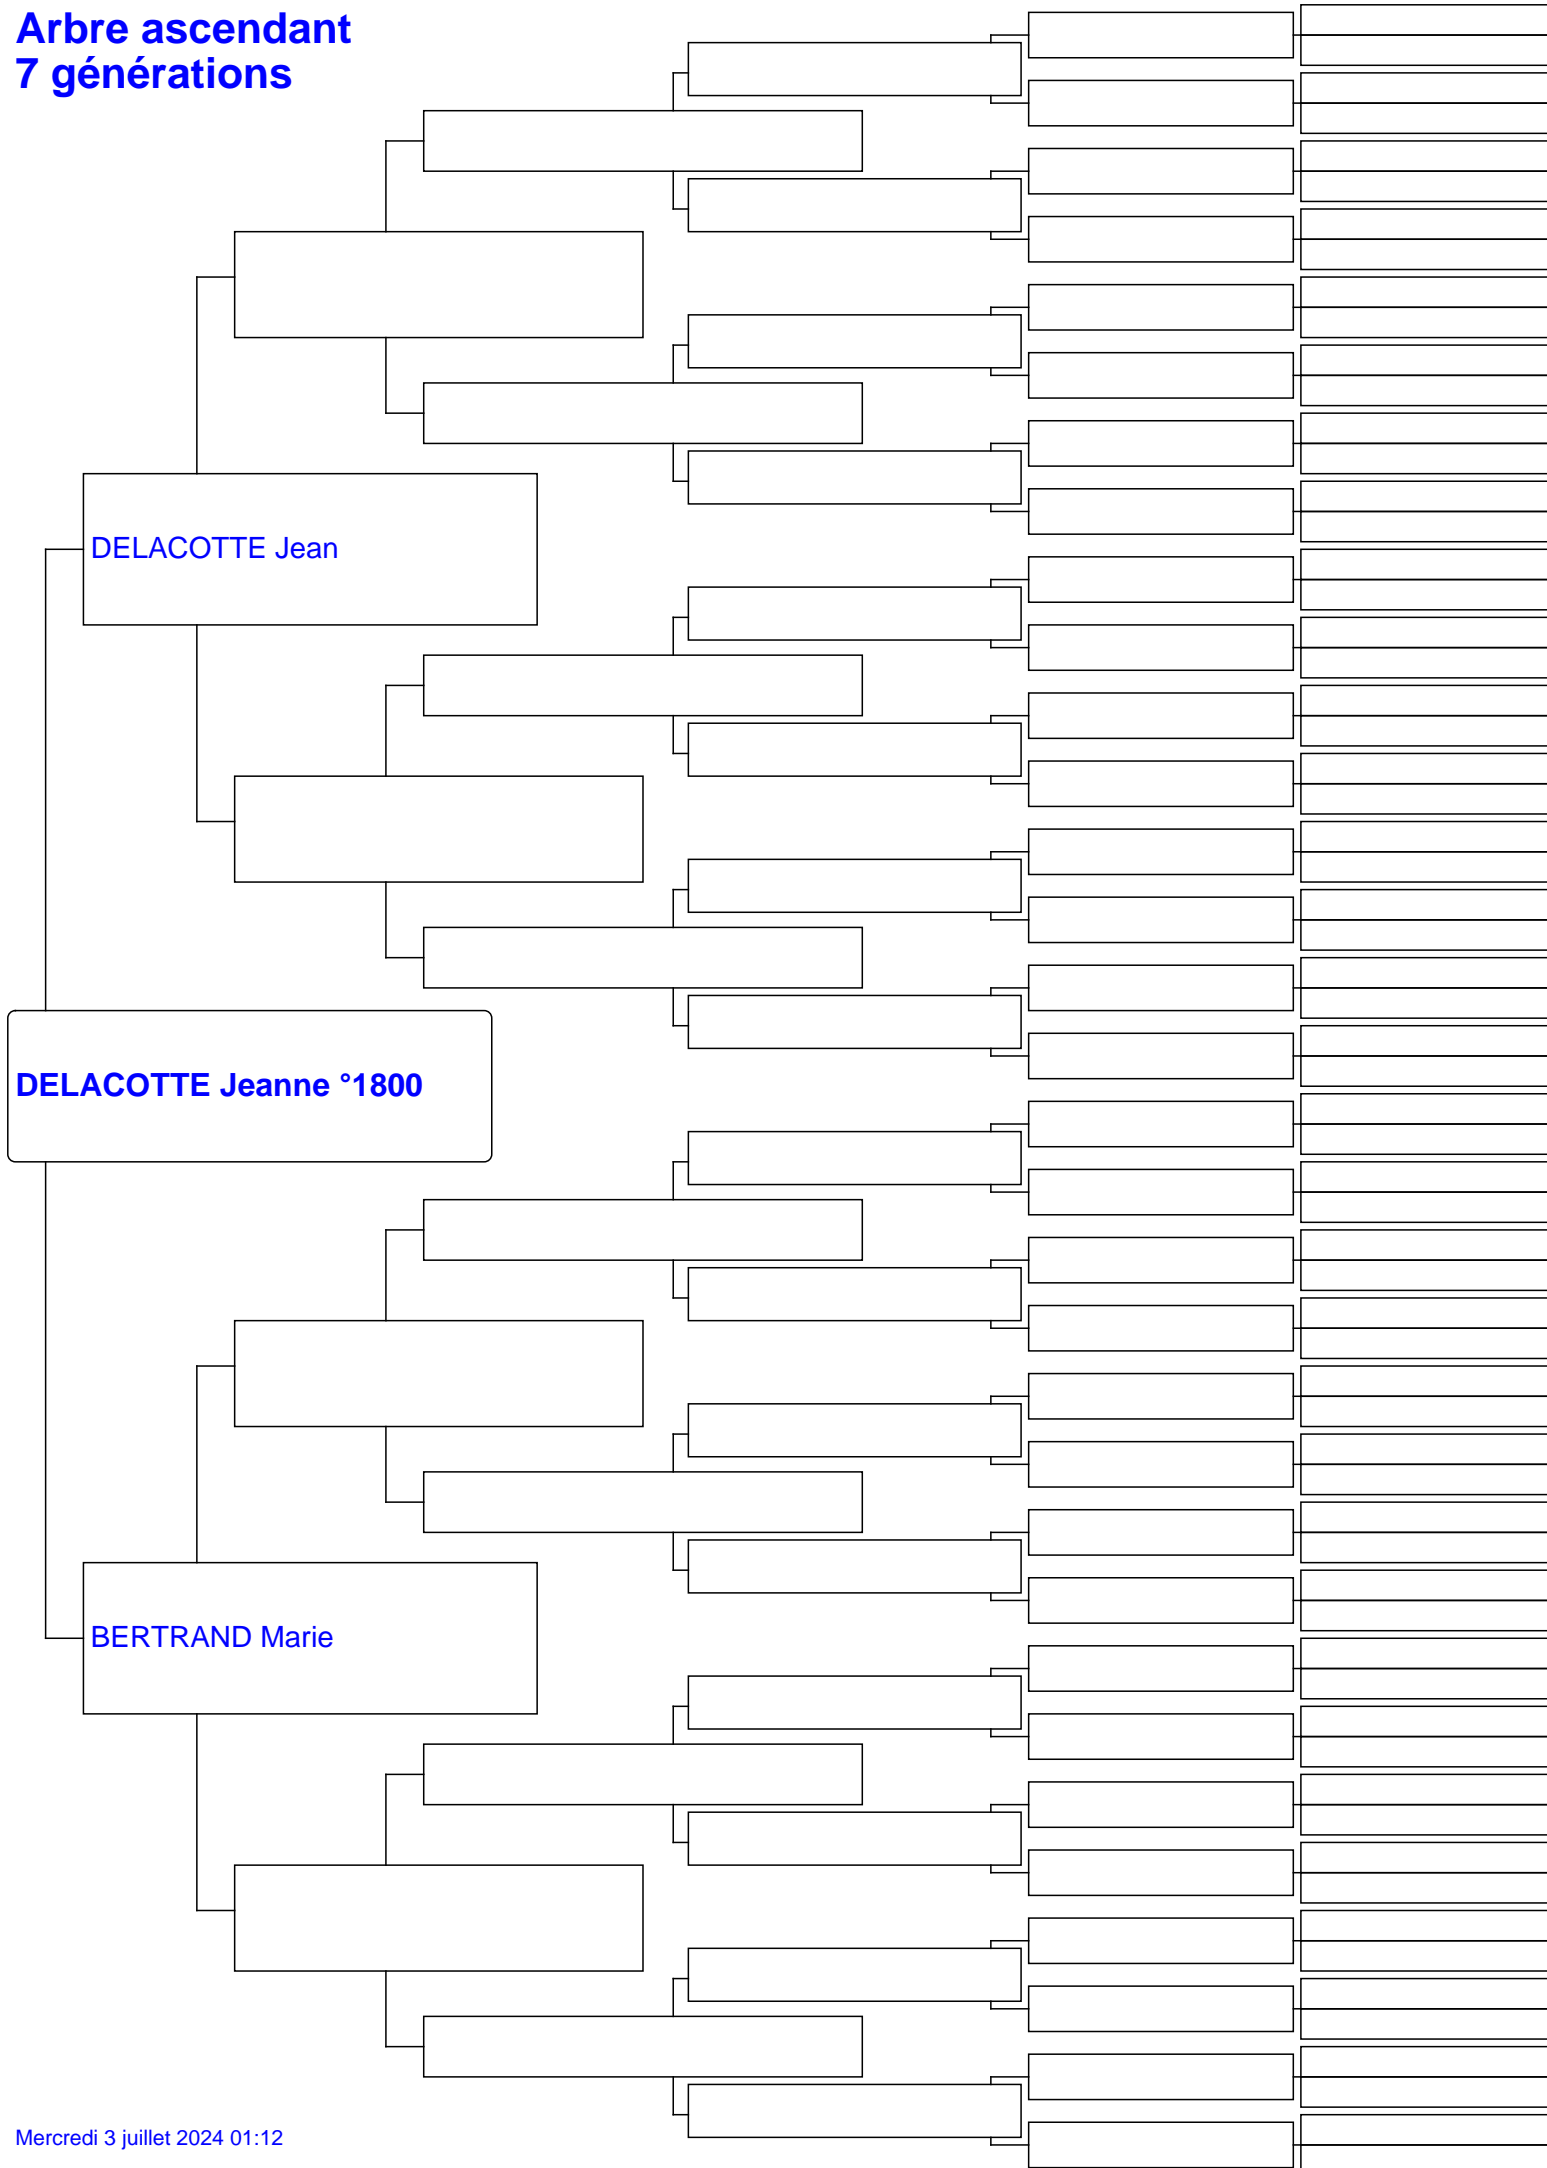 Arbre ascendant
7 générations
DELACOTTE Jean
DELACOTTE Jeanne °1800
BERTRAND Marie
Mercredi 3 juillet 2024 01:12